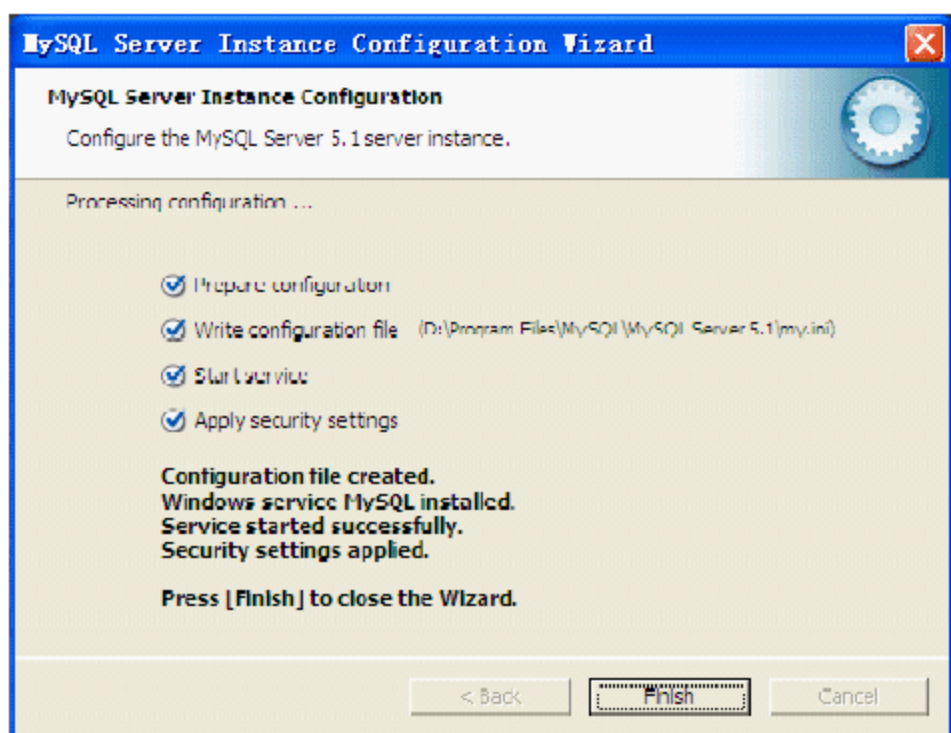 MySQL Server Instance Configuration Wizard
MySQL Server Instance Configuration
Configure the MySQL Server 5.1 server instance.
Processing configuration ...
Prepare configuration
Write configuration file (D:\Program Files\MySQL\MySQL Server 5.1\my.ini)
Start service
Apply security settings
Configuration file created.
Windows service MySQL installed.
Service started successfully.
Security settings applied.
Press [Finish] to close the Wizard.
< Back Finish Cancel